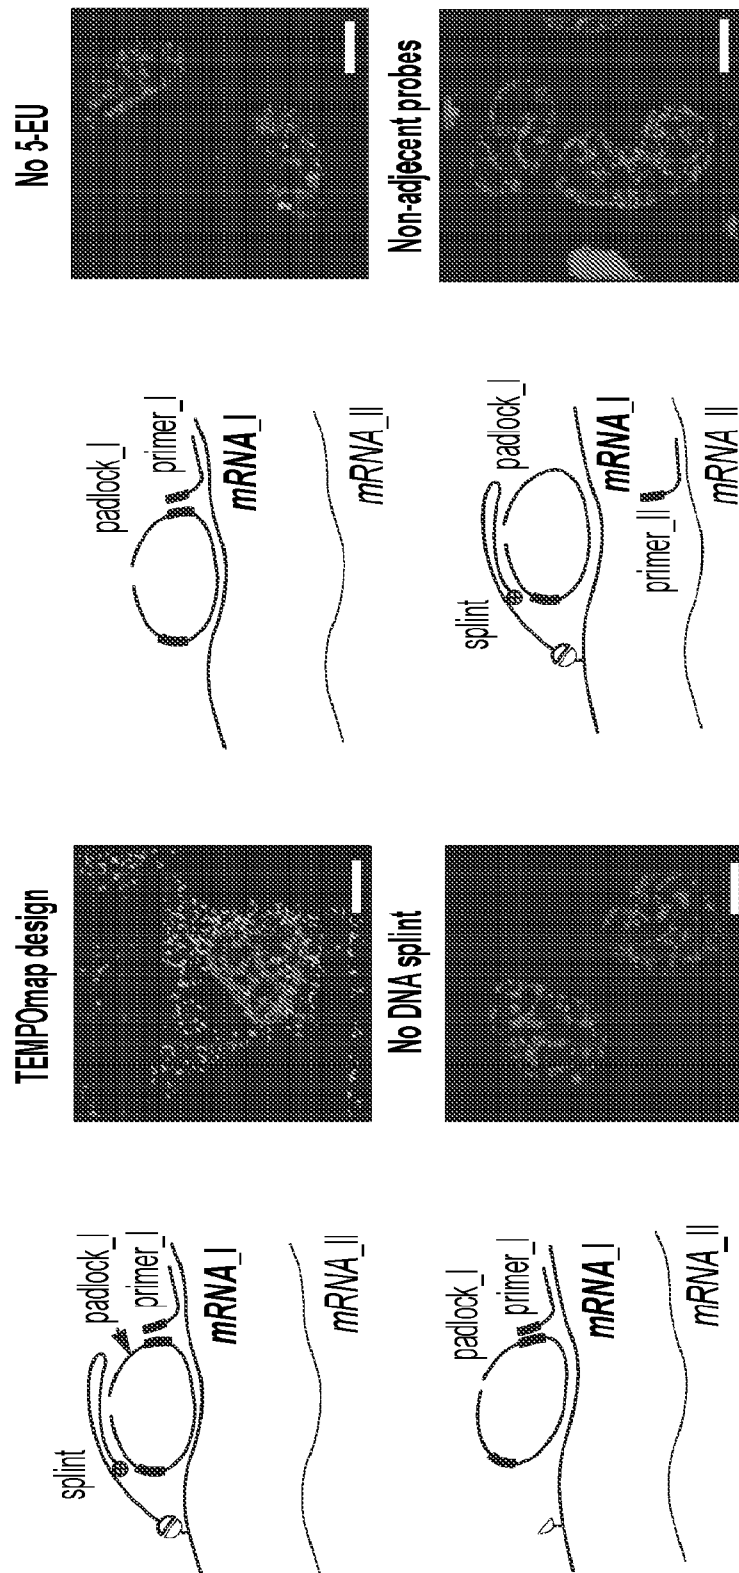 TEMPOmap design
splint
padlock_I
primer_I
mRNA_I
mRNA_II
No 5-EU
padlock_I
primer_I
mRNA_I
mRNA_II
No DNA splint
padlock_I
primer_I
mRNA_I
mRNA_II
Non-adjecent probes
splint
padlock_I
mRNA_I
primer_II
mRNA_II